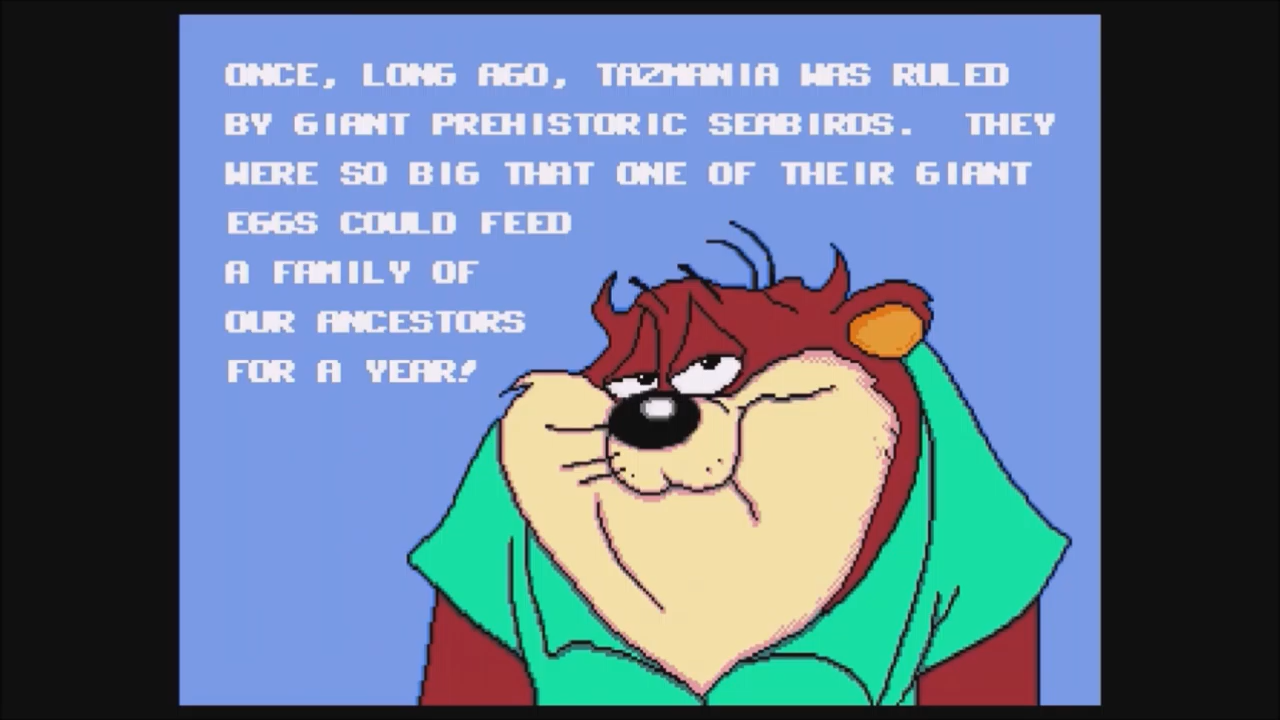 ONCE, LONG AGO, TAZMANIA WAS RULED
BY GIANT PREHISTORIC SEABIRDS. THEY
WERE SO BIG THAT ONE OF THEIR GIANT
EGGS COULD FEED
A FAMILY OF
OUR ANCESTORS
FOR A YEAR!